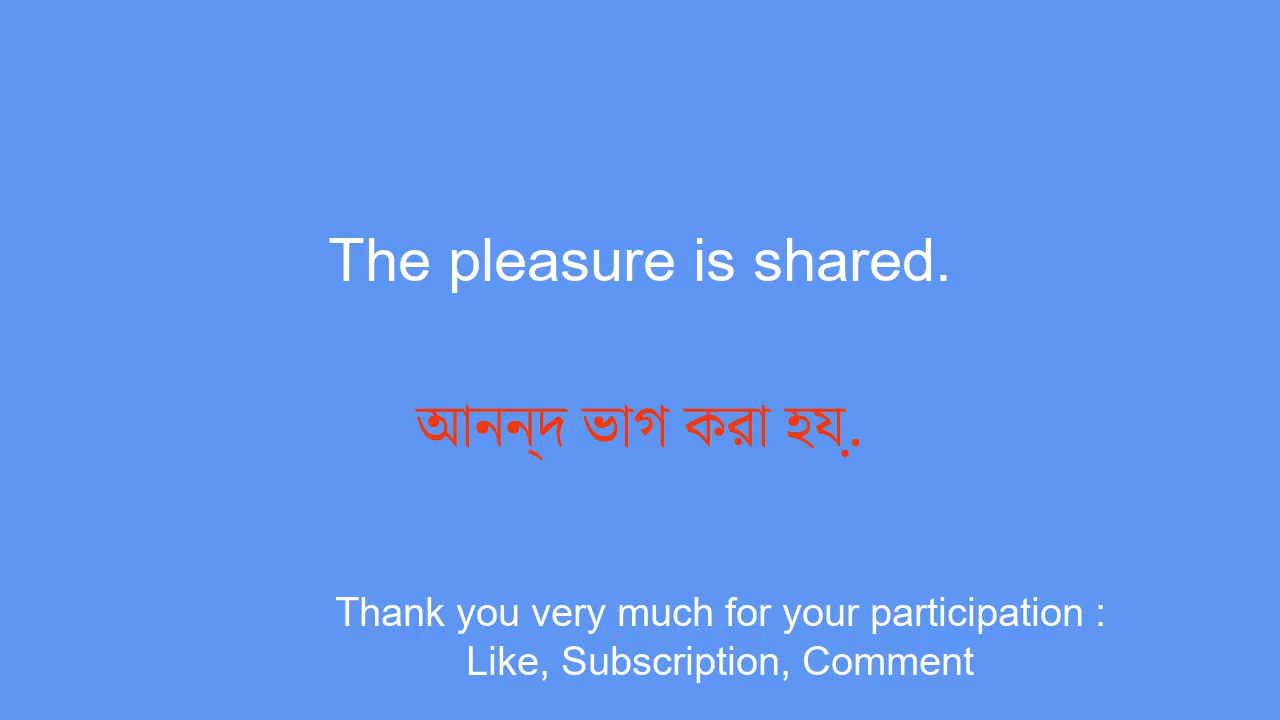 The pleasure is shared.
আনন্দ ভাগ করা হয়.
Thank you very much for your participation :
Like, Subscription, Comment